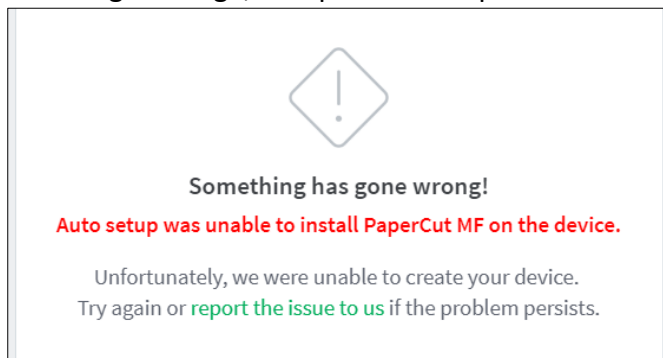 Something has gone wrong!
Auto setup was unable to install PaperCut MF on the device.
Unfortunately, we were unable to create your device.
Try again or report the issue to us if the problem persists.